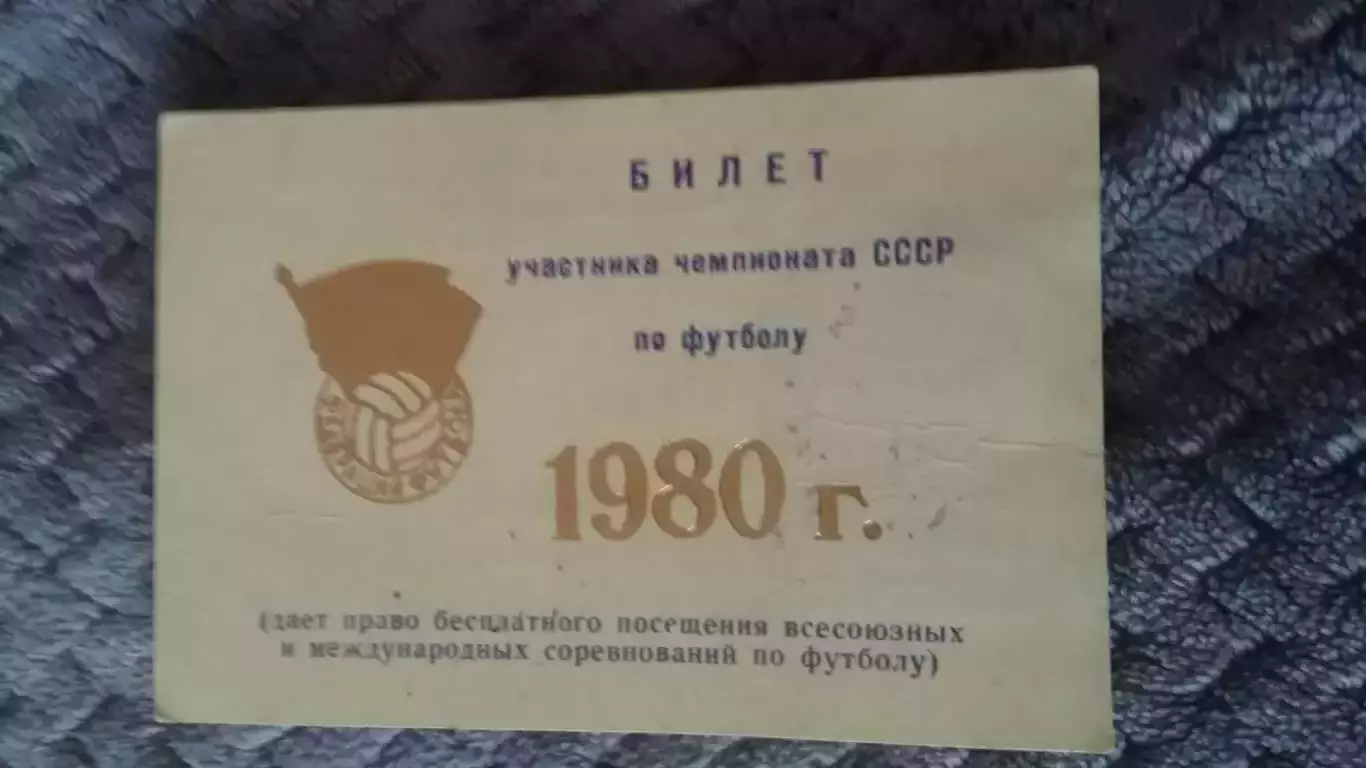 БИЛЕТ
участника чемпионата СССР
по футболу
1980 г.
(дает право бесплатного посещения всесоюзных
и международных соревнований по футболу)